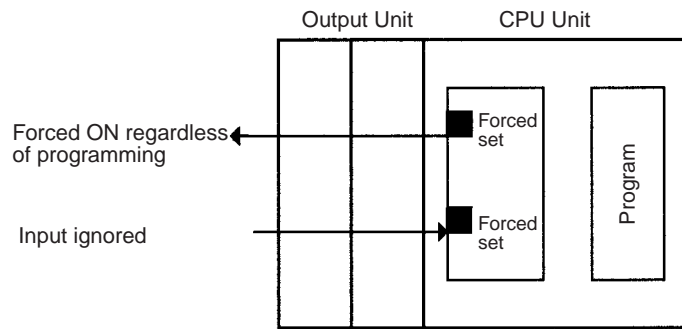 Output Unit
CPU Unit
Forced ON regardless
of programming
Forced
set
Input ignored
Forced
set
Program